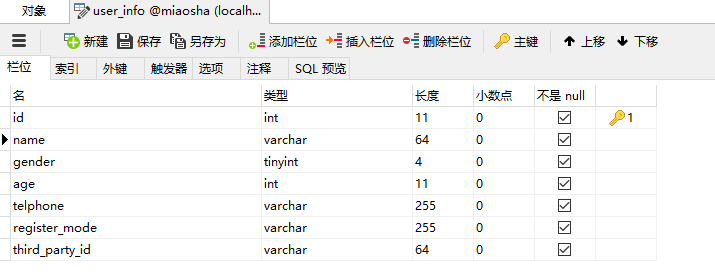 对象 user_info @miaosha (localh...
新建 保存 另存为 添加栏位 插入栏位 删除栏位 主键 上移 下移
栏位 索引 外键 触发器 选项 注释 SQL 预览
名 类型 长度 小数点 不是 null
id int 11 0 1
name varchar 64 0
gender tinyint 4 0
age int 11 0
telphone varchar 255 0
register_mode varchar 255 0
third_party_id varchar 64 0